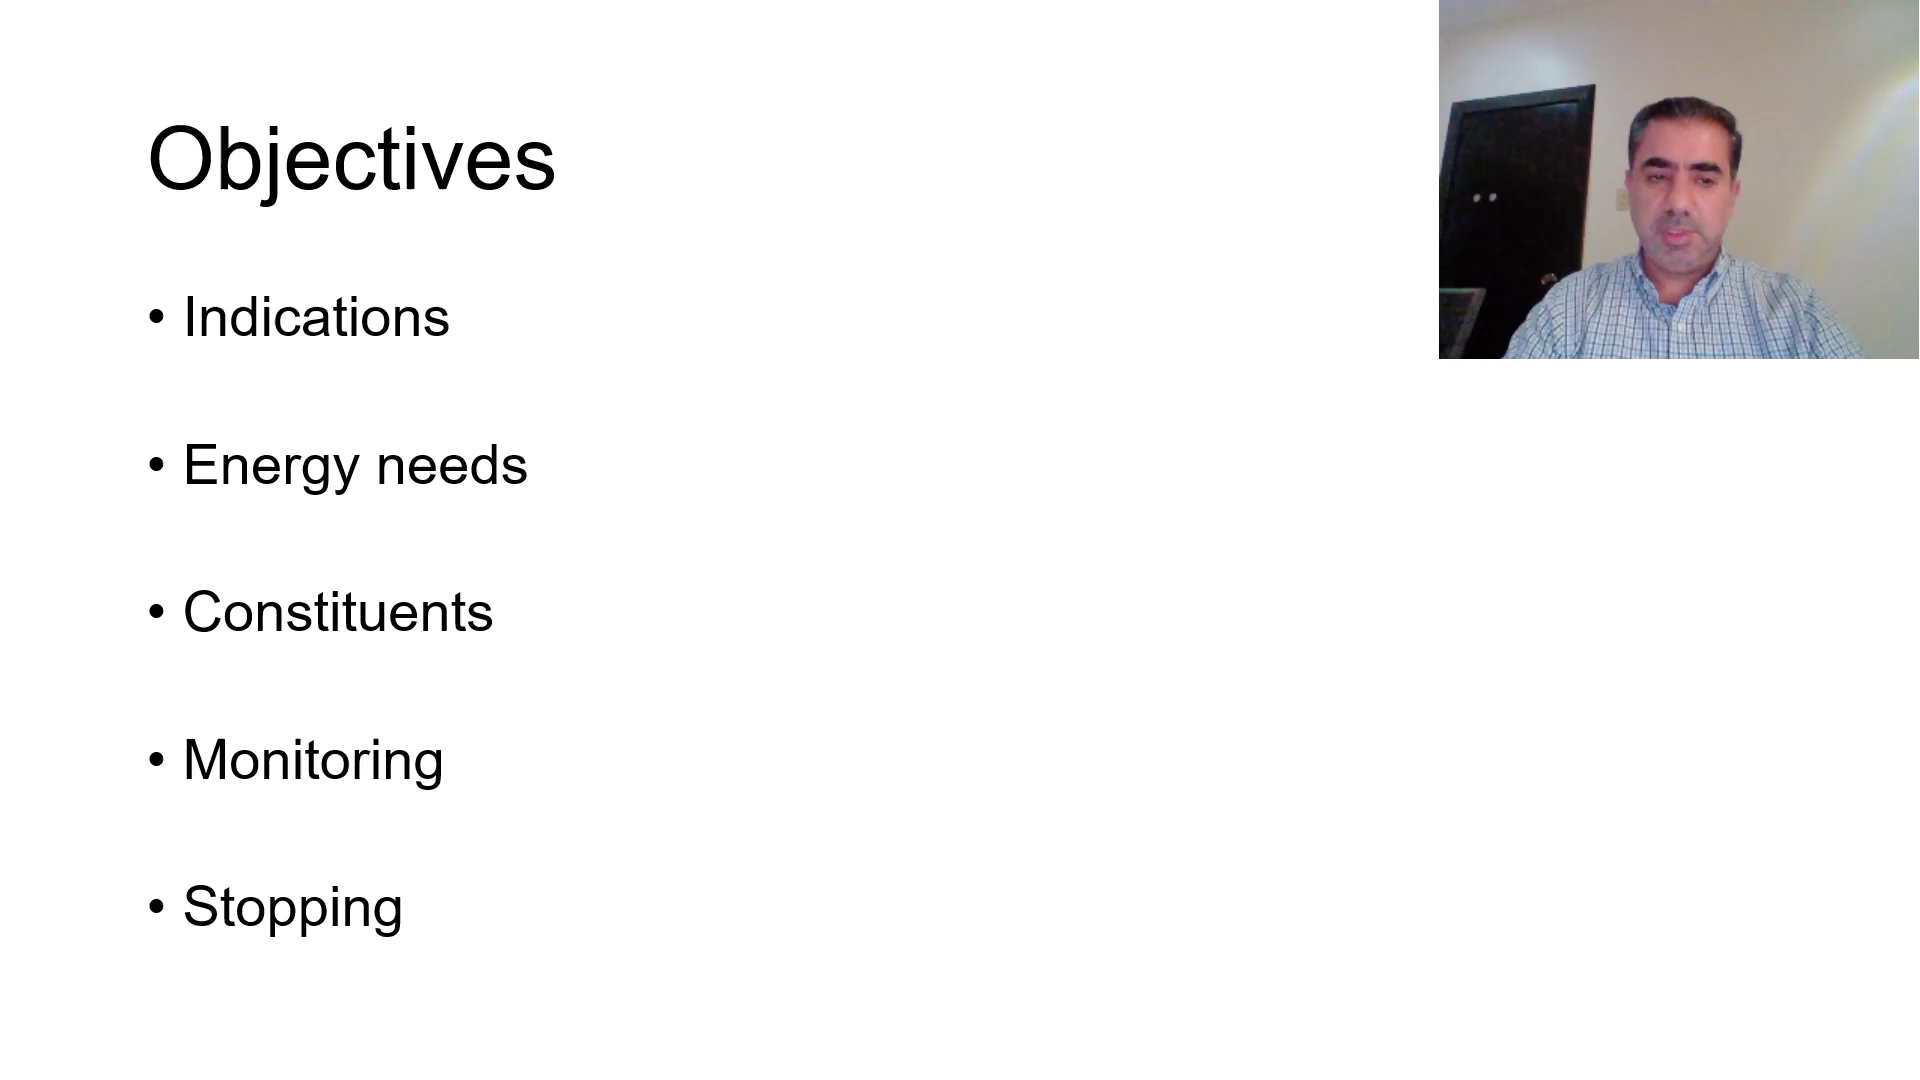 Objectives
• Indications
• Energy needs
• Constituents
• Monitoring
• Stopping